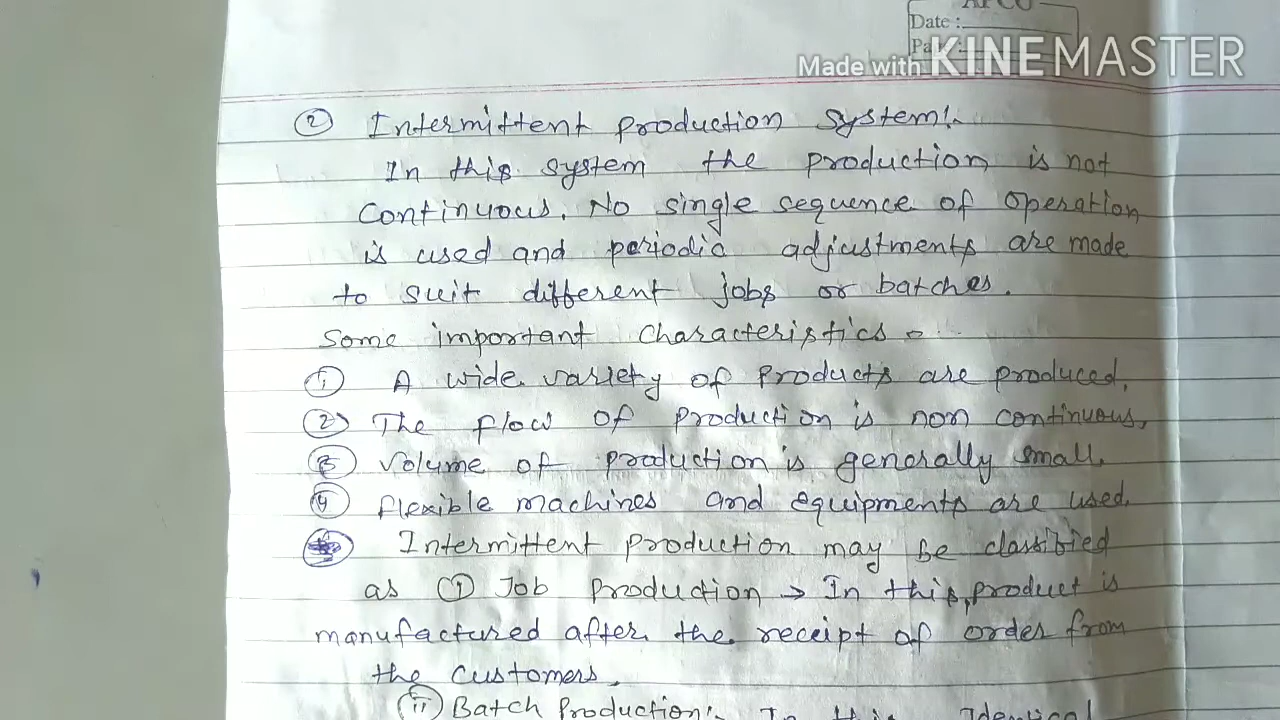 Date :
Made with KINEMASTER
② Intermittent production system:-
In this system the production is not
continuous. No single sequence of operation
is used and periodic adjustments are made
to suit different jobs or batches.
Some important characteristics :-
① A wide variety of products are produced.
② The flow of production is non continuous,
③ Volume of production is generally small.
④ flexible machines and equipments are used.
Intermittent production may be classified
as ① Job production → In this, product is
manufactured after the receipt of order from
the customers.
(ii) Batch production:- In this Identical